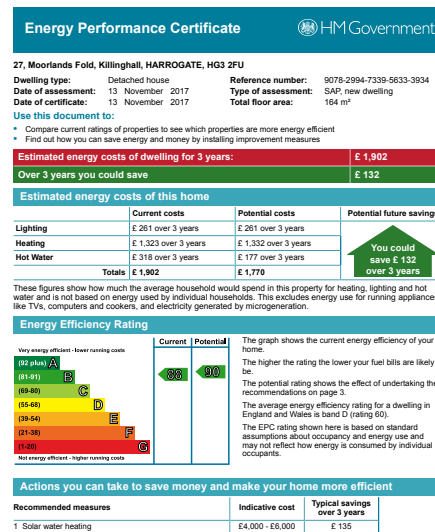 Energy Performance Certificate
HM Government
27, Moorlands Fold, Killinghall, HARROGATE, HG3 2FU
Dwelling type: Detached house Reference number: 9078-2994-7339-5633-3934
Date of assessment: 13 November 2017 Type of assessment: SAP, new dwelling
Date of certificate: 13 November 2017 Total floor area: 164 m²
Use this document to:
• Compare current ratings of properties to see which properties are more energy efficient
• Find out how you can save energy and money by installing improvement measures
Estimated energy costs of dwelling for 3 years: £ 1,902
Over 3 years you could save £ 132
Estimated energy costs of this home
Current costs Potential costs Potential future saving
Lighting £ 261 over 3 years £ 261 over 3 years
Heating £ 1,323 over 3 years £ 1,332 over 3 years
Hot Water £ 318 over 3 years £ 177 over 3 years
Totals £ 1,902 £ 1,770
You could
save £ 132
over 3 years
These figures show how much the average household would spend in this property for heating, lighting and hot
water and is not based on energy used by individual households. This excludes energy use for running appliance
like TVs, computers and cookers, and electricity generated by microgeneration.
Energy Efficiency Rating
Current Potential
Very energy efficient - lower running costs
(92 plus) A
(81-91) B
(69-80) C
(55-68) D
(39-54) E
(21-38) F
(1-20) G
Not energy efficient - higher running costs
88 90
The graph shows the current energy efficiency of your
home.
The higher the rating the lower your fuel bills are likely
be.
The potential rating shows the effect of undertaking the
recommendations on page 3.
The average energy efficiency rating for a dwelling in
England and Wales is band D (rating 60).
The EPC rating shown here is based on standard
assumptions about occupancy and energy use and
may not reflect how energy is consumed by individual
occupants.
Actions you can take to save money and make your home more efficient
Recommended measures Indicative cost Typical savings
over 3 years
1 Solar water heating £4,000 - £6,000 £ 135